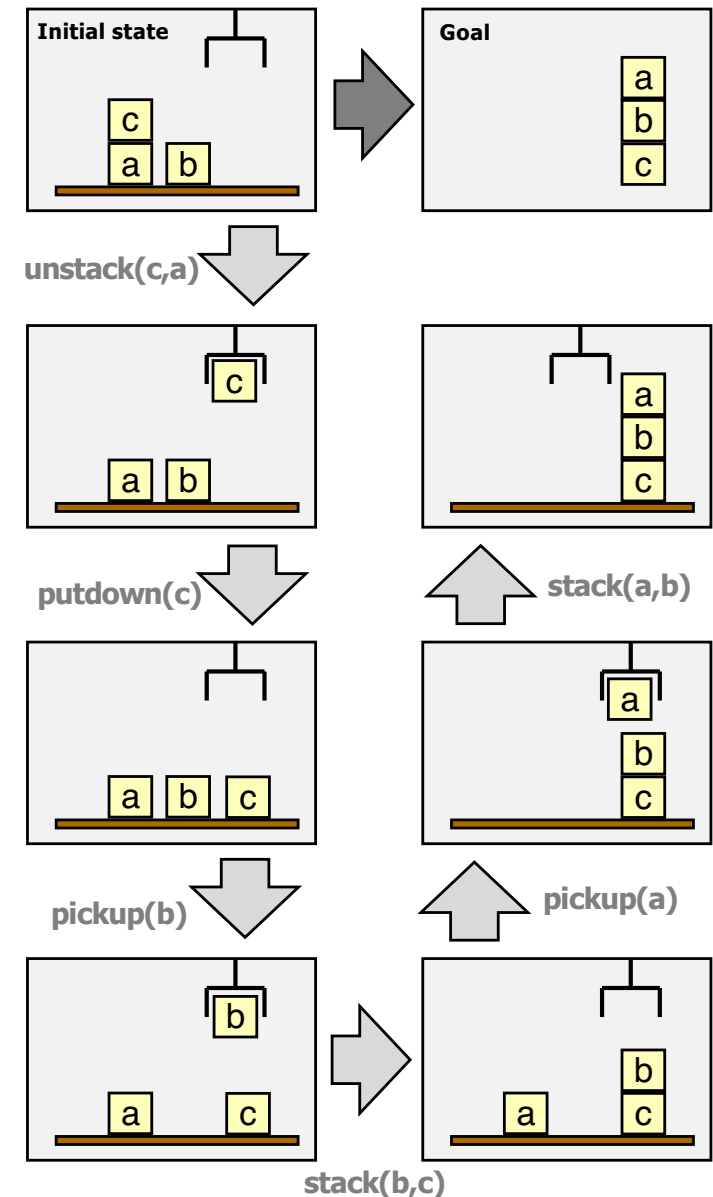 Initial state
c
a b
Goal
a
b
c
unstack(c,a)
c
a b
putdown(c)
a b c
pickup(b)
b
a c
stack(b,c)
b
a c
pickup(a)
a
b
c
stack(a,b)
a
b
c